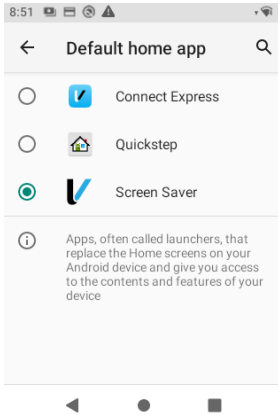 8:51
Default home app
Connect Express
Quickstep
Screen Saver
Apps, often called launchers, that
replace the Home screens on your
Android device and give you access
to the contents and features of your
device